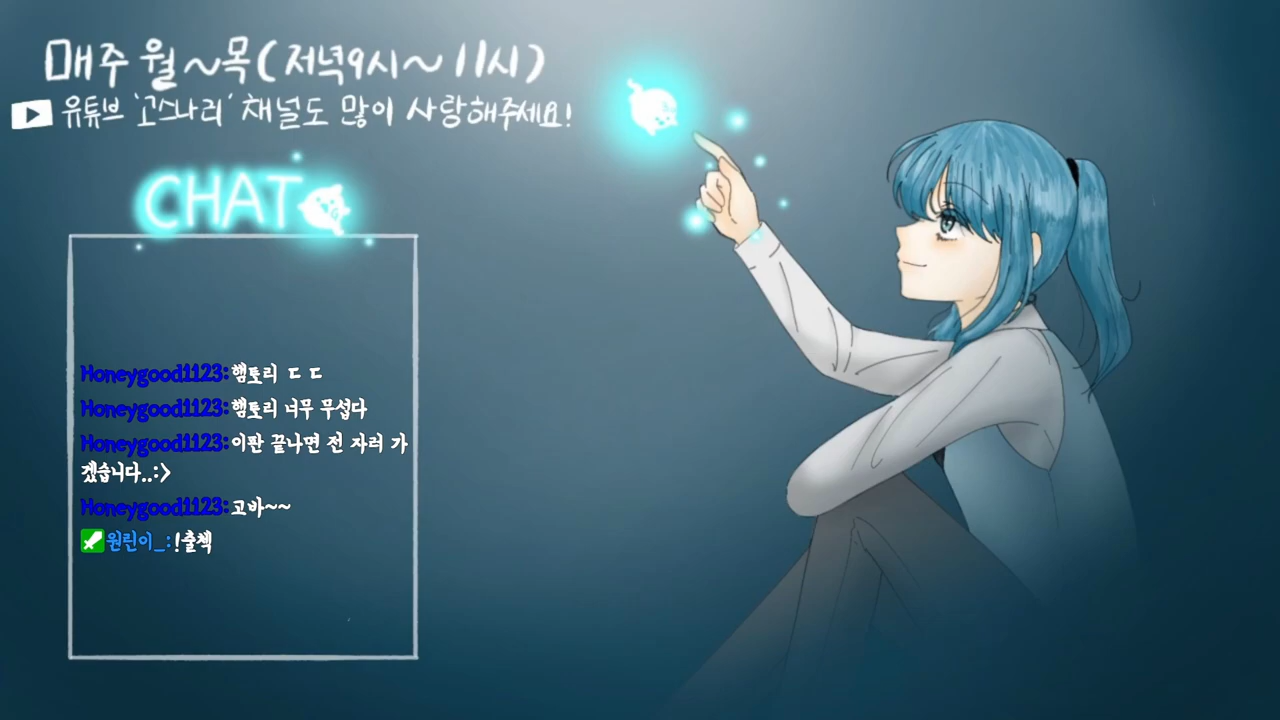 매주 월~목(저녁9시~11시)
유튜브 '고스나리' 채널도 많이 사랑해주세요!
CHAT
Honeygood1123: 햄토리 ㄷ ㄷ
Honeygood1123: 햄토리 너무 무섭다
Honeygood1123: 이판 끝나면 전 자러 가
겠습니다..:>
Honeygood1123: 고바~~
원린이_: !출첵